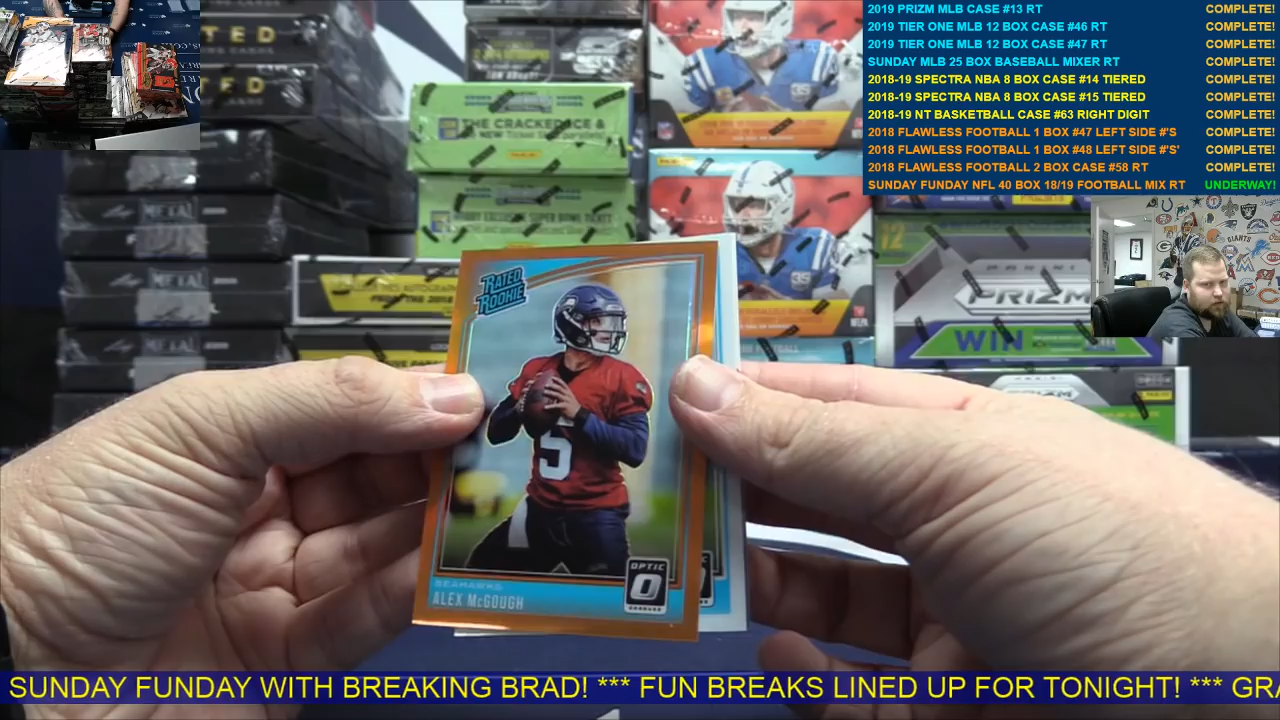 2019 PRIZM MLB CASE #13 RT COMPLETE!
2019 TIER ONE MLB 12 BOX CASE #46 RT COMPLETE!
2019 TIER ONE MLB 12 BOX CASE #47 RT COMPLETE!
SUNDAY MLB 25 BOX BASEBALL MIXER RT COMPLETE!
2018-19 SPECTRA NBA 8 BOX CASE #14 TIERED COMPLETE!
2018-19 SPECTRA NBA 8 BOX CASE #15 TIERED COMPLETE!
2018-19 NT BASKETBALL CASE #63 RIGHT DIGIT COMPLETE!
2018 FLAWLESS FOOTBALL 1 BOX #47 LEFT SIDE #'S COMPLETE!
2018 FLAWLESS FOOTBALL 1 BOX #48 LEFT SIDE #'S' COMPLETE!
2018 FLAWLESS FOOTBALL 2 BOX CASE #58 RT COMPLETE!
SUNDAY FUNDAY NFL 40 BOX 18/19 FOOTBALL MIX RT UNDERWAY!
METAL
METAL
PRIZM
WIN
GIANTS
RATED
ROOKIE
5
OPTIC
SEAHAWKS
ALEX McGOUGH
SUNDAY FUNDAY WITH BREAKING BRAD! *** FUN BREAKS LINED UP FOR TONIGHT! *** GRA